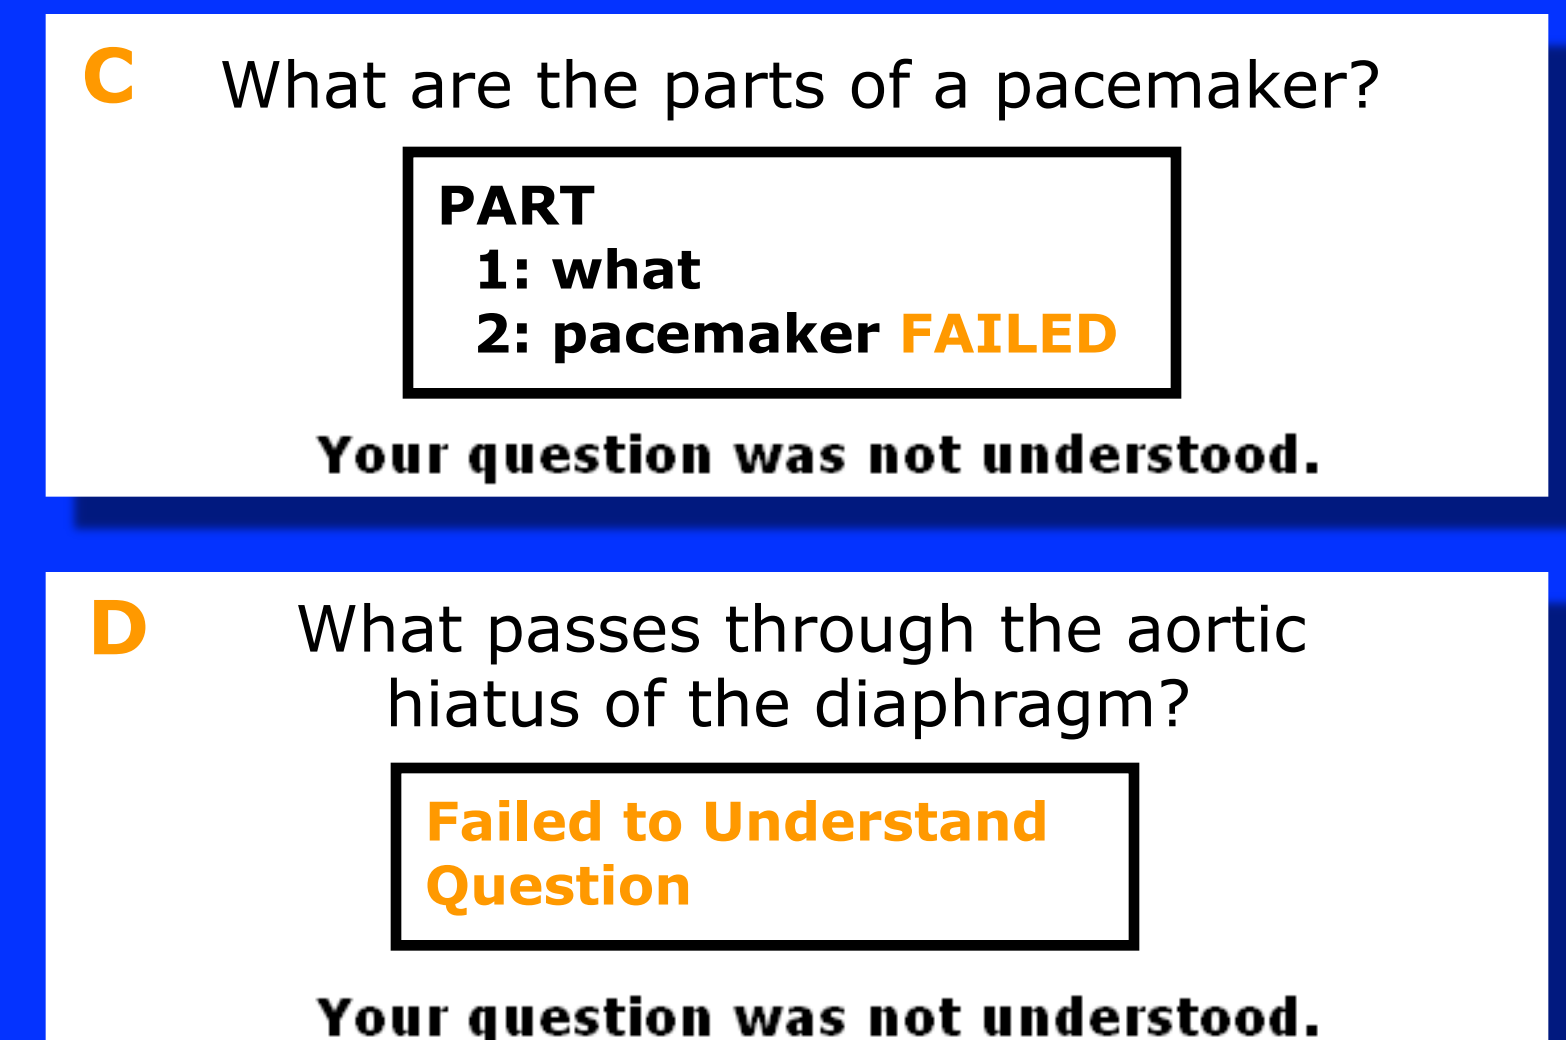 C What are the parts of a pacemaker?
PART
1: what
2: pacemaker FAILED
Your question was not understood.
D What passes through the aortic
hiatus of the diaphragm?
Failed to Understand
Question
Your question was not understood.